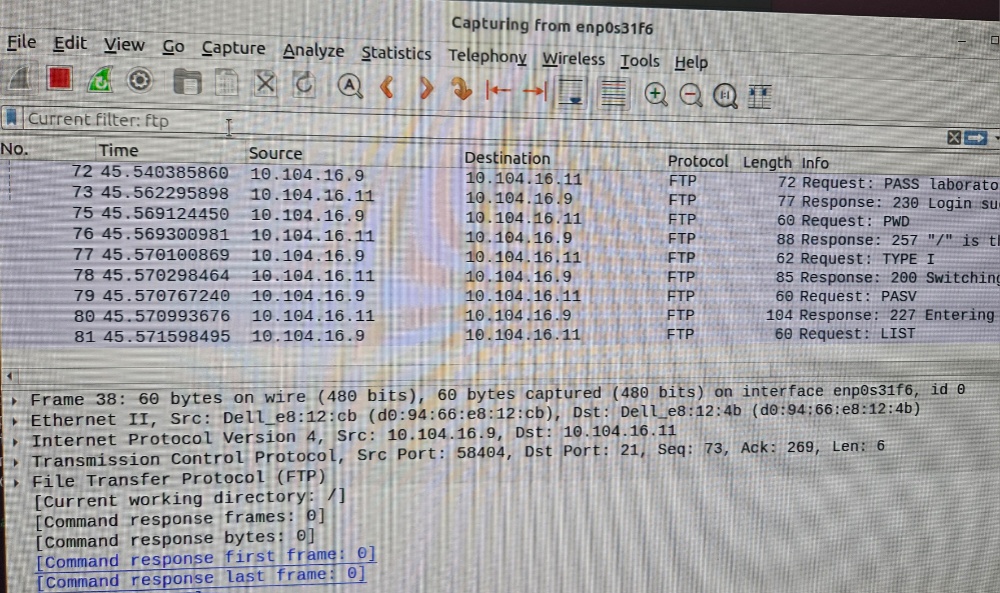 Capturing from enp0s31f6
File Edit View Go Capture Analyze Statistics Telephony Wireless Tools Help
Current filter: ftp
No. Time Source Destination Protocol Length Info
72 45.540385860 10.104.16.9 10.104.16.11 FTP 72 Request: PASS laborato
73 45.562295898 10.104.16.11 10.104.16.9 FTP 77 Response: 230 Login su
75 45.569124450 10.104.16.9 10.104.16.11 FTP 60 Request: PWD
76 45.569300981 10.104.16.11 10.104.16.9 FTP 88 Response: 257 "/" is th
77 45.570100869 10.104.16.9 10.104.16.11 FTP 62 Request: TYPE I
78 45.570298464 10.104.16.11 10.104.16.9 FTP 85 Response: 200 Switching
79 45.570767240 10.104.16.9 10.104.16.11 FTP 60 Request: PASV
80 45.570993676 10.104.16.11 10.104.16.9 FTP 104 Response: 227 Entering
81 45.571598495 10.104.16.9 10.104.16.11 FTP 60 Request: LIST
Frame 38: 60 bytes on wire (480 bits), 60 bytes captured (480 bits) on interface enp0s31f6, id 0
Ethernet II, Src: Dell_e8:12:cb (d0:94:66:e8:12:cb), Dst: Dell_e8:12:4b (d0:94:66:e8:12:4b)
Internet Protocol Version 4, Src: 10.104.16.9, Dst: 10.104.16.11
Transmission Control Protocol, Src Port: 58404, Dst Port: 21, Seq: 73, Ack: 269, Len: 6
File Transfer Protocol (FTP)
[Current working directory: /]
[Command response frames: 0]
[Command response bytes: 0]
[Command response first frame: 0]
[Command response last frame: 0]